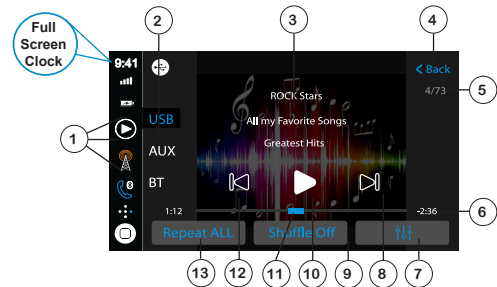 Full
Screen
Clock
2
3
4
9:41
< Back
4/73
5
ROCK Stars
1
USB
All my Favorite Songs
Greatest Hits
AUX
BT
1:12
-2:36
6
Repeat ALL
Shuffle Off
13
12
11
10
9
8
7